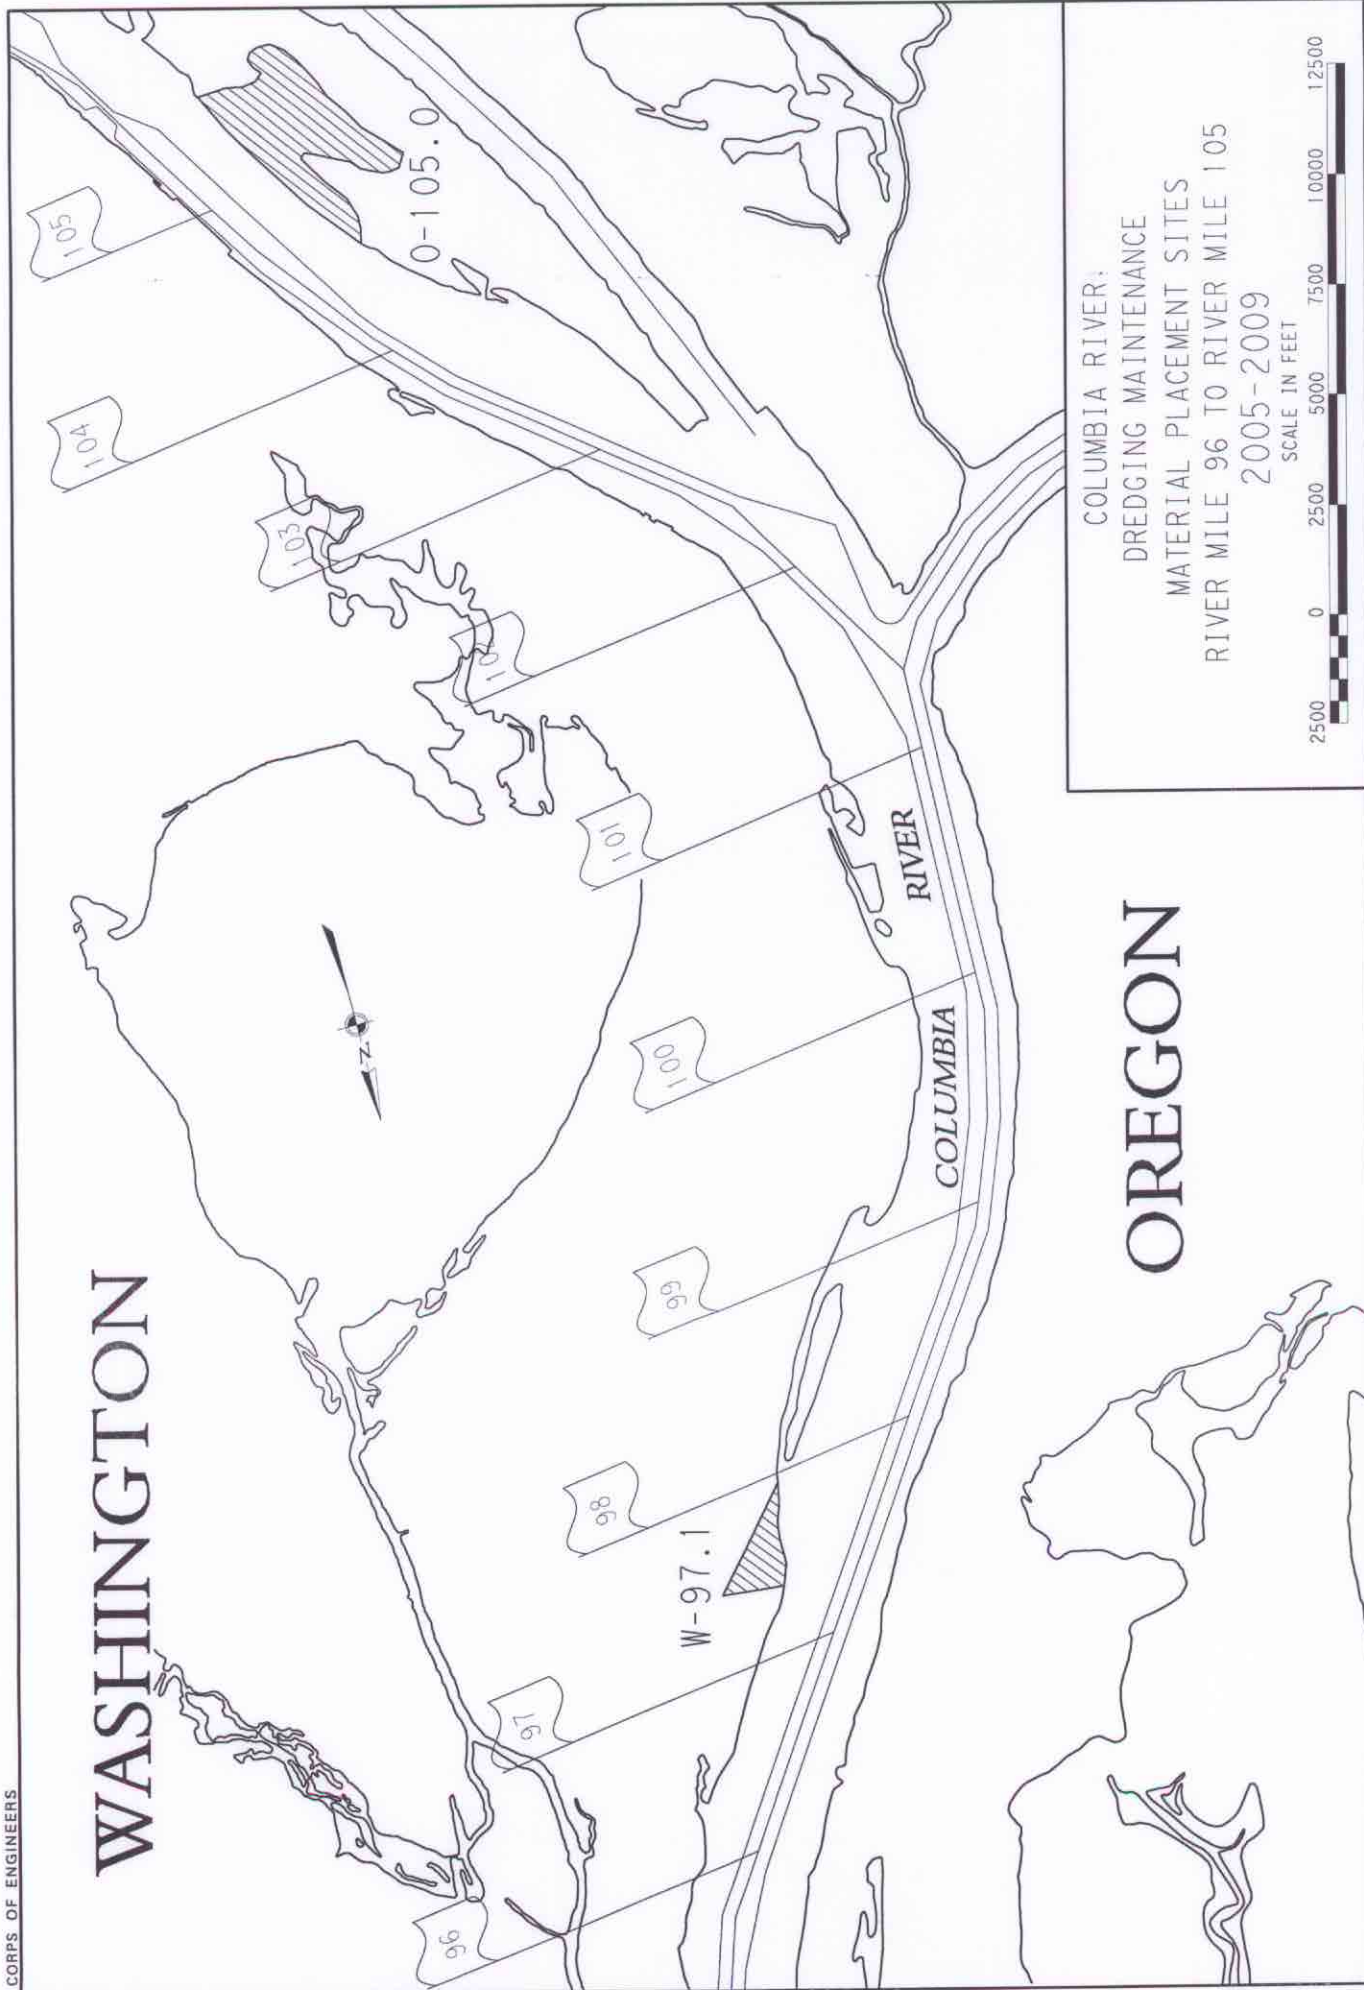 CORPS OF ENGINEERS
WASHINGTON
OREGON
COLUMBIA RIVER
96
97
98
99
100
101
103
104
105
W-97.1
O-105.0
N
COLUMBIA RIVER:
DREDGING MAINTENANCE
MATERIAL PLACEMENT SITES
RIVER MILE 96 TO RIVER MILE 105
2005-2009
SCALE IN FEET
2500 0 2500 5000 7500 10000 12500